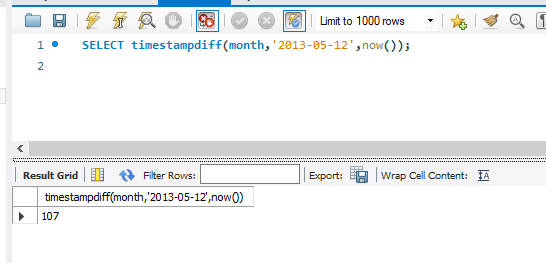 Limit to 1000 rows
1 SELECT timestampdiff(month,'2013-05-12',now());
2
Result Grid Filter Rows: Export: Wrap Cell Content: IA
timestampdiff(month,'2013-05-12',now())
107